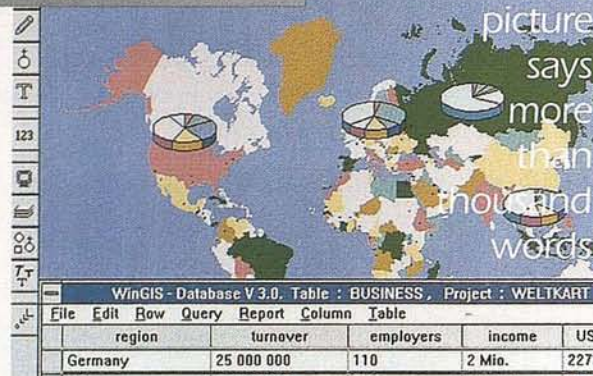 picture
says
more
than
thousand
words
T
123
WinGIS - Database V 3.0. Table : BUSINESS , Project : WELTKART
File Edit Row Query Report Column Table
region turnover employers income US
Germany 25 000 000 110 2 Mio. 227